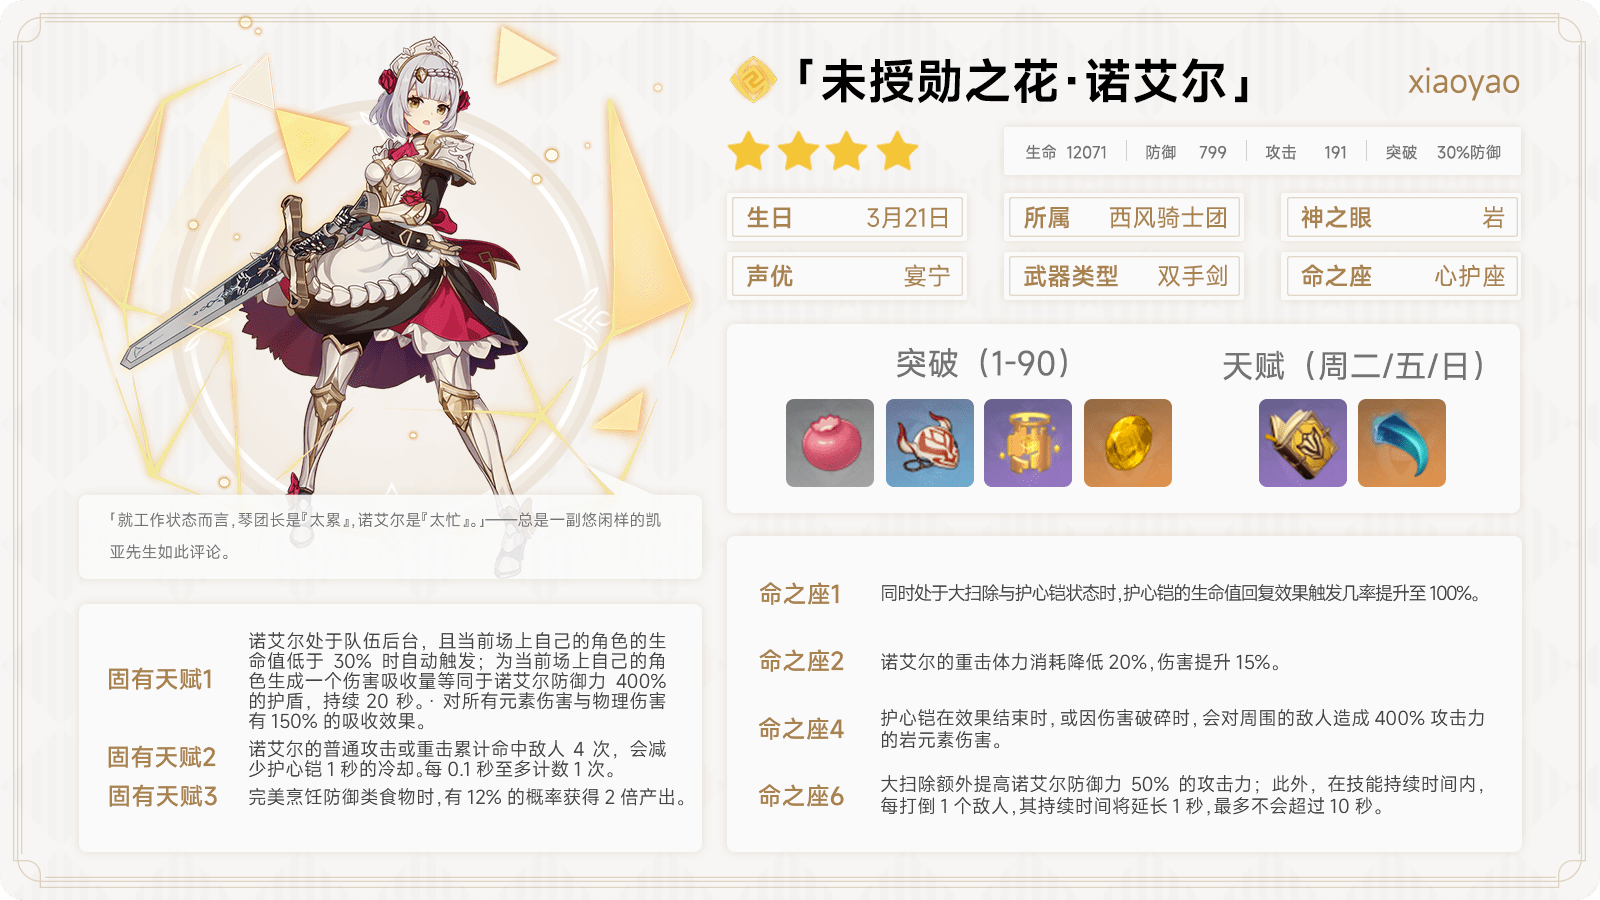 「未授勋之花·诺艾尔」
xiaoyao
生命 12071 防御 799 攻击 191 突破 30%防御
生日 3月21日
所属 西风骑士团
神之眼 岩
声优 宴宁
武器类型 双手剑
命之座 心护座
突破（1-90）
天赋（周二/五/日）
「就工作状态而言,琴团长是『太累』,诺艾尔是『太忙』。」——总是一副悠闲样的凯
亚先生如此评论。
固有天赋1
诺艾尔处于队伍后台，且当前场上自己的角色的生
命值低于 30% 时自动触发；为当前场上自己的角
色生成一个伤害吸收量等同于诺艾尔防御力 400%
的护盾，持续 20 秒。· 对所有元素伤害与物理伤害
有 150% 的吸收效果。
固有天赋2
诺艾尔的普通攻击或重击累计命中敌人 4 次，会减
少护心铠 1 秒的冷却。每 0.1 秒至多计数 1 次。
固有天赋3
完美烹饪防御类食物时,有 12% 的概率获得 2 倍产出。
命之座1
同时处于大扫除与护心铠状态时,护心铠的生命值回复效果触发几率提升至 100%。
命之座2
诺艾尔的重击体力消耗降低 20%,伤害提升 15%。
命之座4
护心铠在效果结束时，或因伤害破碎时,会对周围的敌人造成 400% 攻击力
的岩元素伤害。
命之座6
大扫除额外提高诺艾尔防御力 50% 的攻击力；此外，在技能持续时间内,
每打倒 1 个敌人,其持续时间将延长 1 秒,最多不会超过 10 秒。